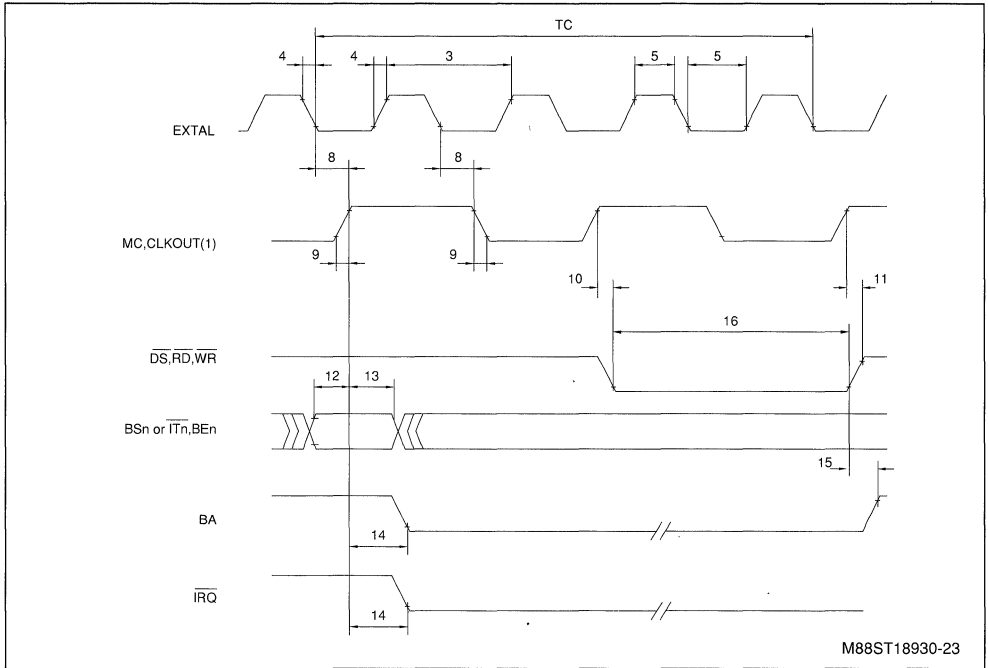 TC
4 4 3 5 5
EXTAL
8 8
MC,CLKOUT(1)
9 9
10 11
16
DS,RD,WR
12 13
BSn or ITn,BEn
15
BA
14
IRQ
14
M88ST18930-23